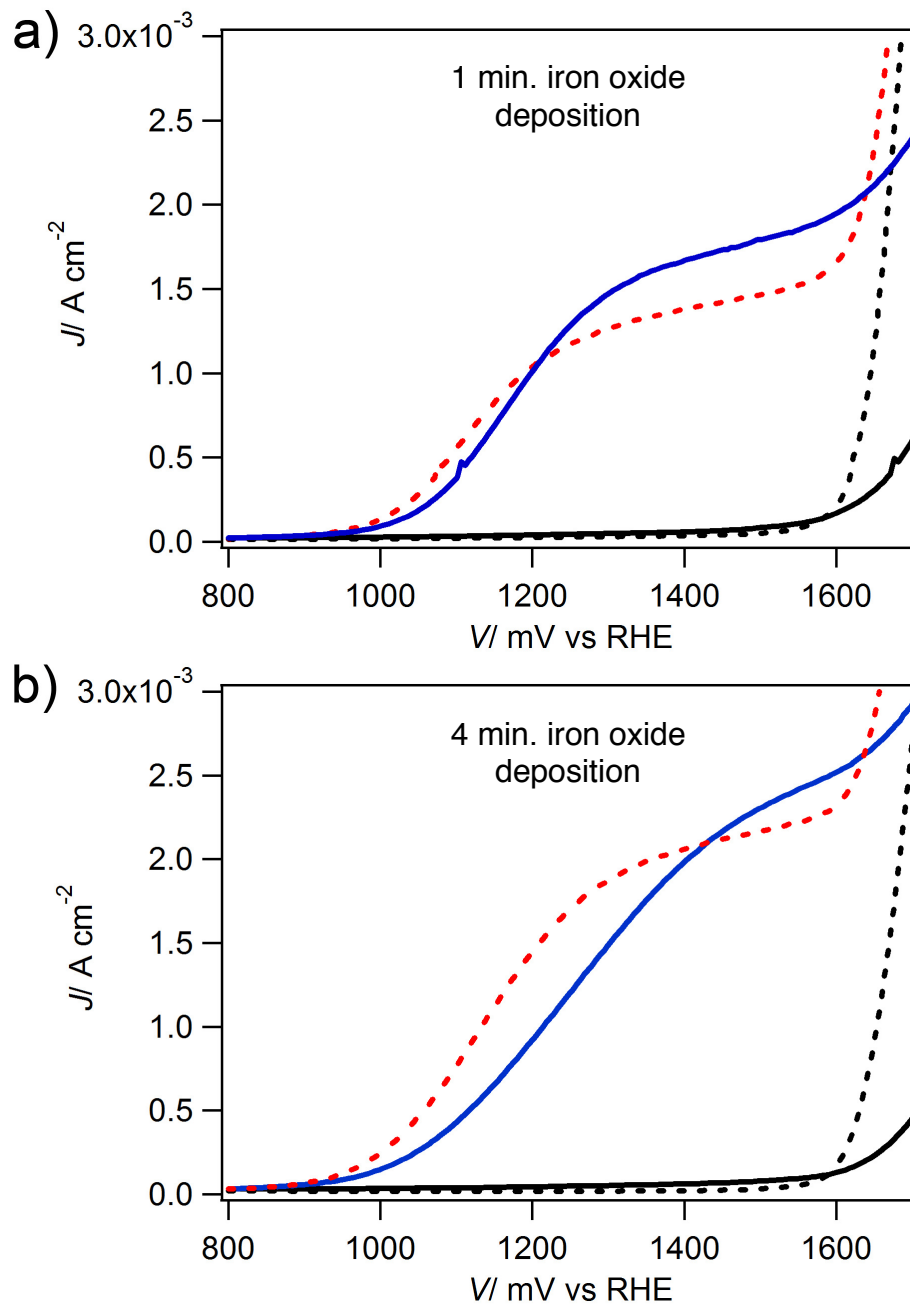 a)
3.0x10⁻³
2.5
2.0
1.5
1.0
0.5
0.0
J/ A cm⁻²
1 min. iron oxide
deposition
800 1000 1200 1400 1600
V/ mV vs RHE
b)
3.0x10⁻³
2.5
2.0
1.5
1.0
0.5
0.0
J/ A cm⁻²
4 min. iron oxide
deposition
800 1000 1200 1400 1600
V/ mV vs RHE